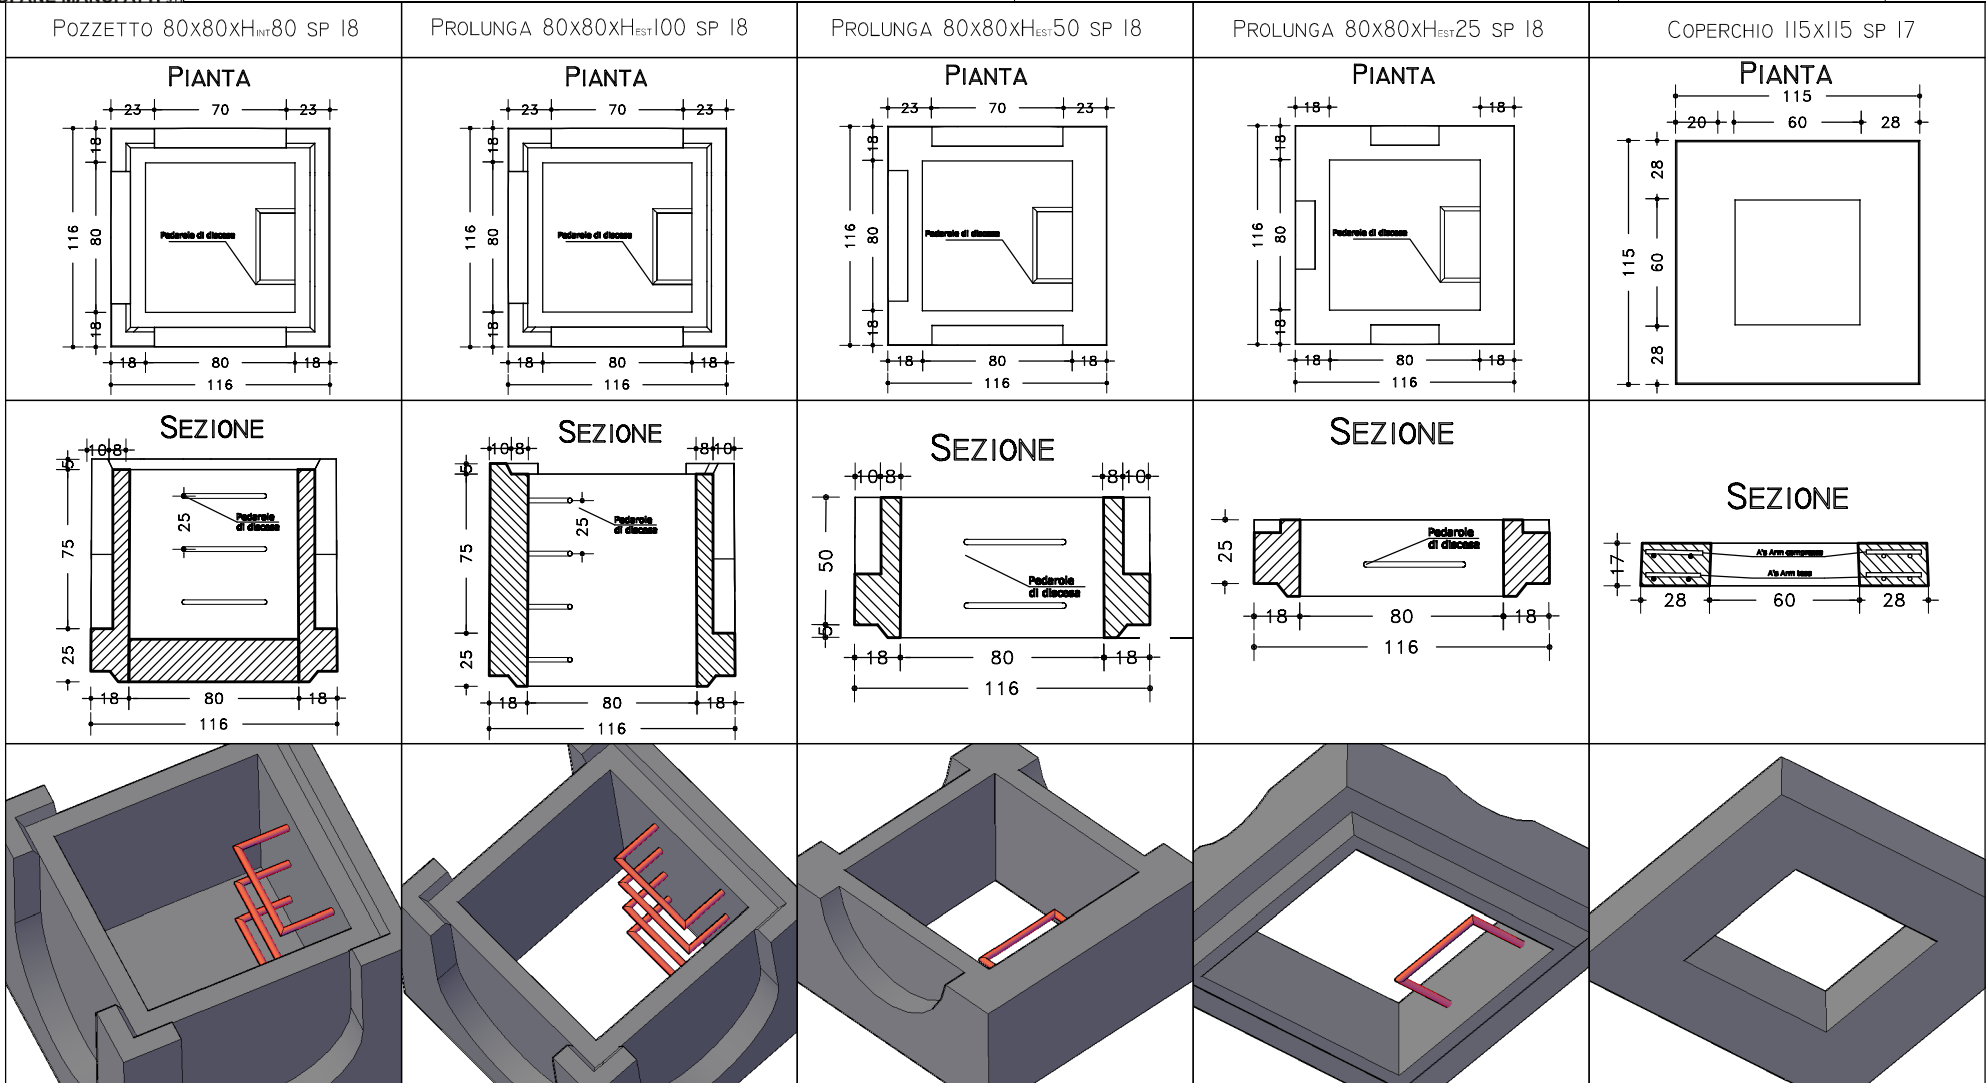 POZZETTO 80X80XHINT80 SP 18
PROLUNGA 80X80XHEST100 SP 18
PROLUNGA 80X80XHEST50 SP 18
PROLUNGA 80X80XHEST25 SP 18
COPERCHIO 115X115 SP 17
PIANTA
23 70 23
18
80
18
116
Pedarole di discesa
18 80 18
116
PIANTA
23 70 23
18
80
18
116
Pedarole di discesa
18 80 18
116
PIANTA
23 70 23
18
80
18
116
Pedarole di discesa
18 80 18
116
PIANTA
18 18
18
80
18
116
Pedarole di discesa
18 80 18
116
PIANTA
115
20 60 28
28
60
28
115
SEZIONE
10 8
5
75
25
25
Pedarole
di discesa
18 80 18
116
SEZIONE
10 8 8 10
5
75
25
25
Pedarole
di discesa
18 80 18
116
SEZIONE
10 8 8 10
50
5
Pedarole
di discesa
18 80 18
116
SEZIONE
25
Pedarole
di discesa
18 80 18
116
SEZIONE
17
A's Arm compressa
A's Arm tesa
28 60 28